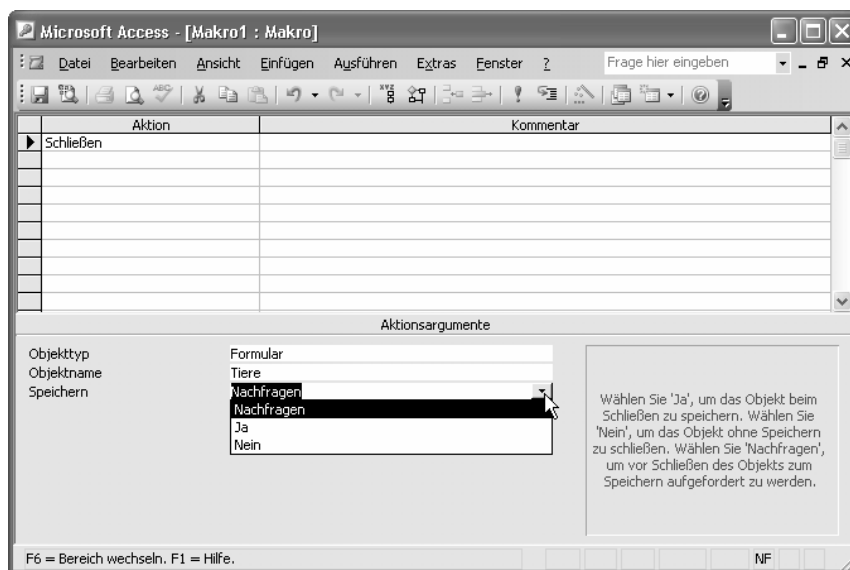 Microsoft Access - [Makro1 : Makro]
Datei Bearbeiten Ansicht Einfügen Ausführen Extras Fenster ? Frage hier eingeben
Aktion Kommentar
Schließen
Aktionsargumente
Objekttyp Formular
Objektname Tiere
Speichern Nachfragen
Nachfragen
Ja
Nein
Wählen Sie 'Ja', um das Objekt beim
Schließen zu speichern. Wählen Sie
'Nein', um das Objekt ohne Speichern
zu schließen. Wählen Sie 'Nachfragen',
um vor Schließen des Objekts zum
Speichern aufgefordert zu werden.
F6 = Bereich wechseln. F1 = Hilfe. NF